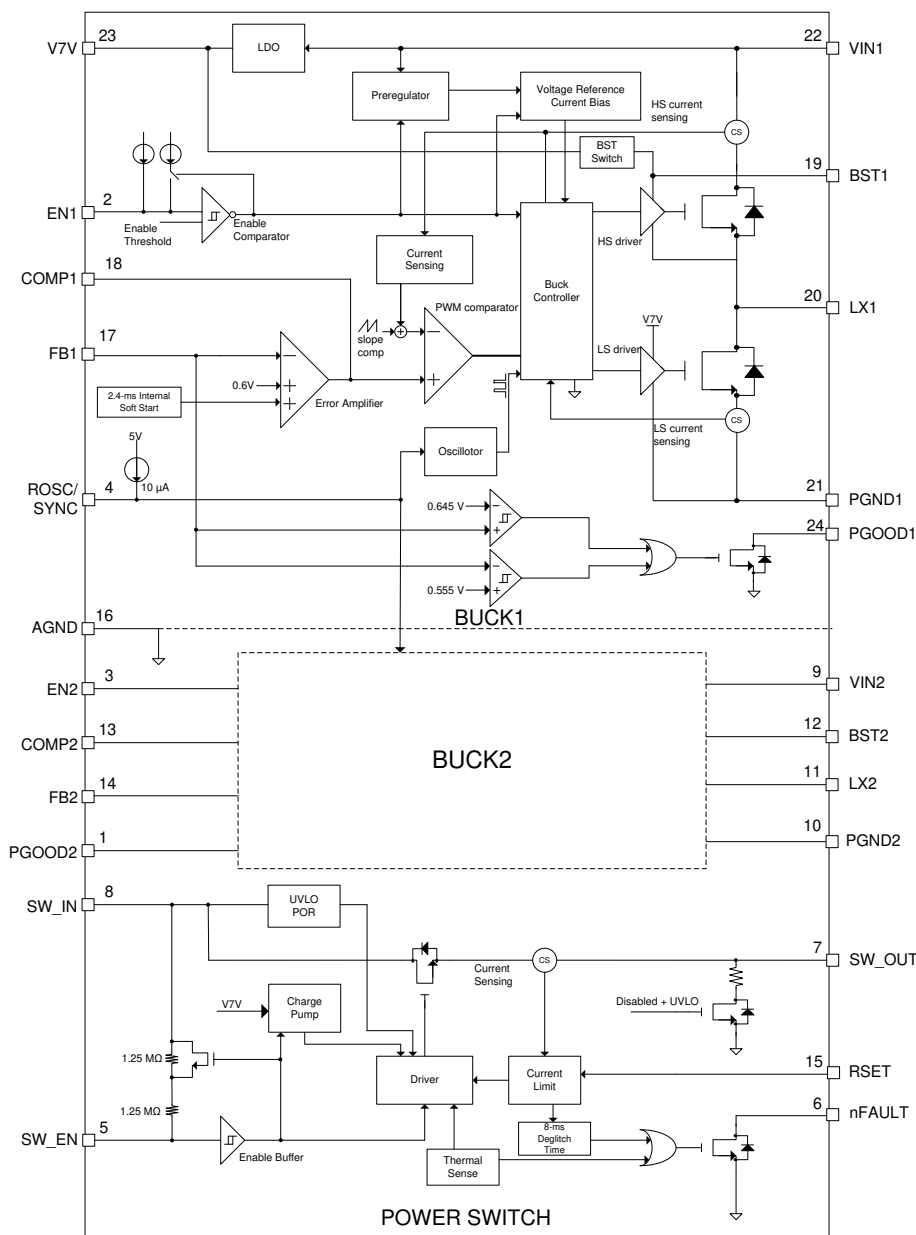 23
22
V7V
LDO
VIN1
Preregulator
Voltage Reference
Current Bias
HS current
sensing
CS
BST
Switch
19
BST1
2
EN1
Enable
Threshold
Enable
Comparator
HS driver
18
COMP1
Current
Sensing
Buck
Controller
20
LX1
17
FB1
slope
comp
PWM comparator
V7V
LS driver
0.6V
2.4-ms Internal
Soft Start
Error Amplifier
CS
LS current
sensing
5V
10 µA
Oscillotor
4
ROSC/
SYNC
21
PGND1
0.645 V
24
PGOOD1
0.555 V
BUCK1
16
AGND
3
EN2
9
VIN2
13
COMP2
12
BST2
BUCK2
14
FB2
11
LX2
1
PGOOD2
10
PGND2
8
SW_IN
UVLO
POR
7
SW_OUT
CS
Current
Sensing
V7V
Charge
Pump
Disabled + UVLO
1.25 MΩ
Driver
Current
Limit
15
RSET
1.25 MΩ
6
nFAULT
5
SW_EN
Enable Buffer
8-ms
Deglitch
Time
Thermal
Sense
POWER SWITCH